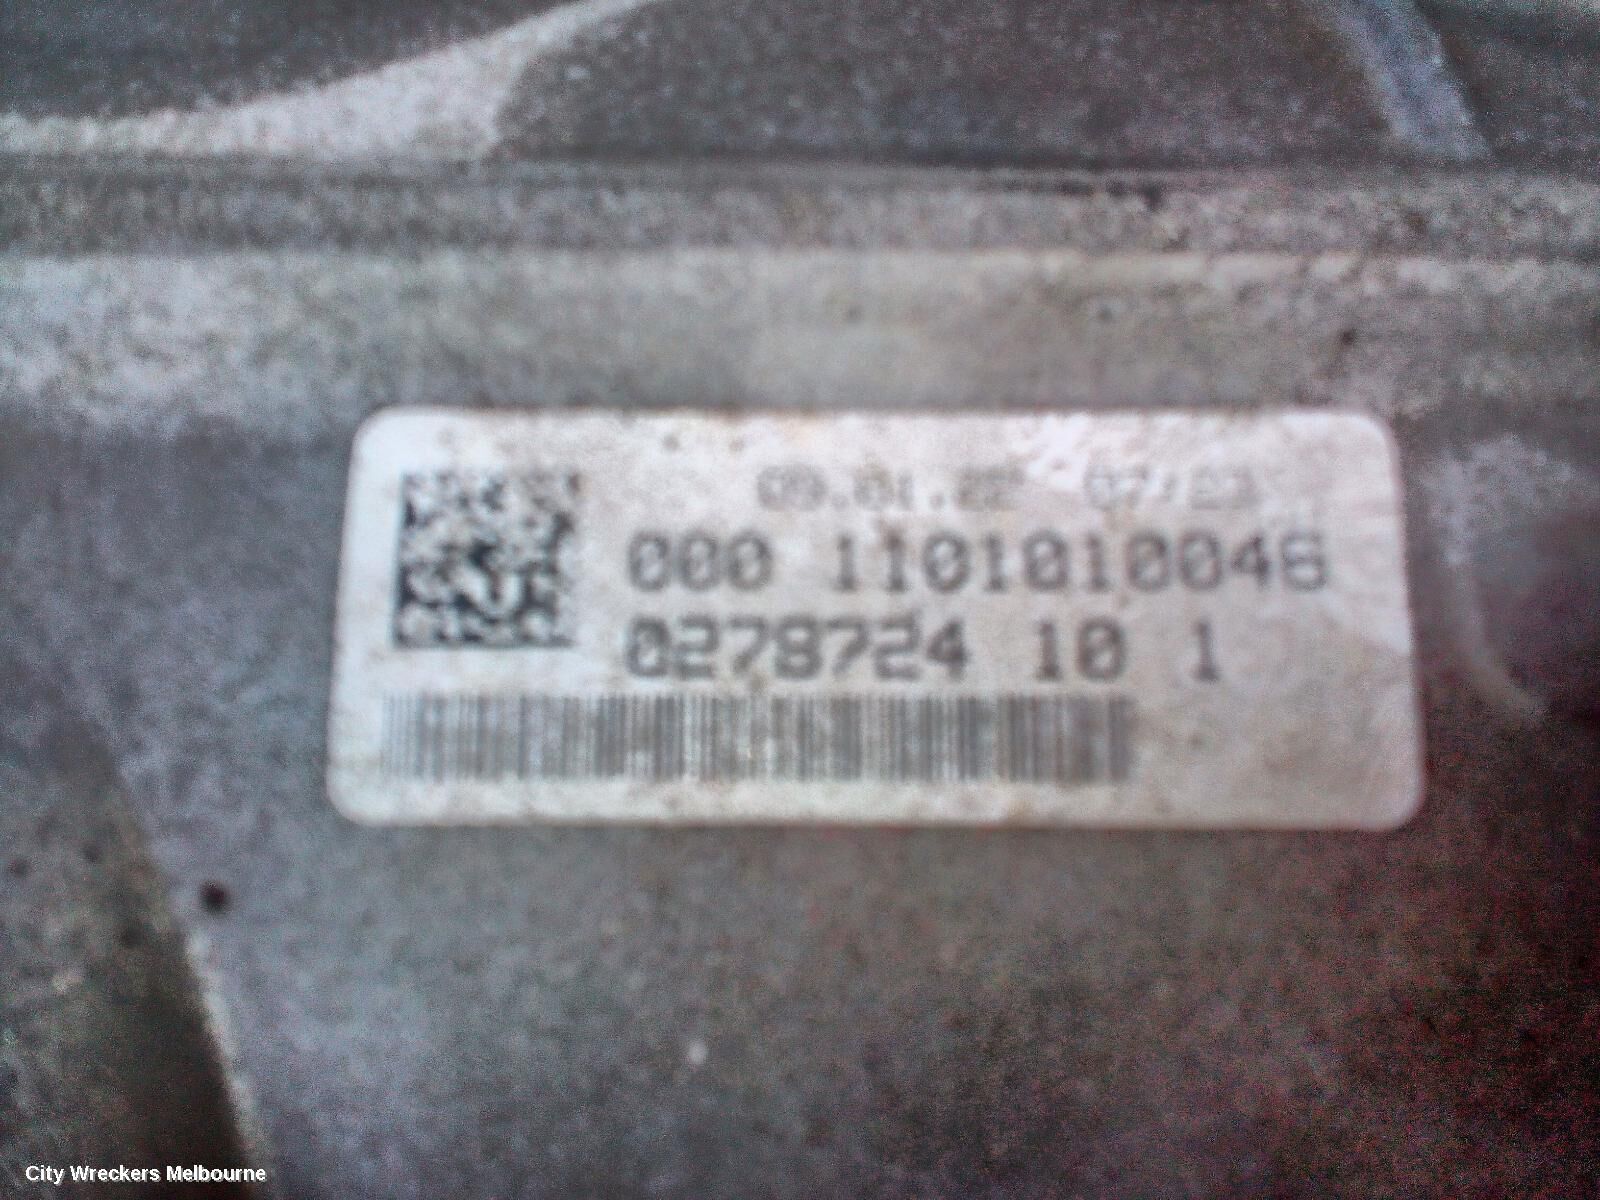 000 1101010046
0278724 10 1
City Wreckers Melbourne